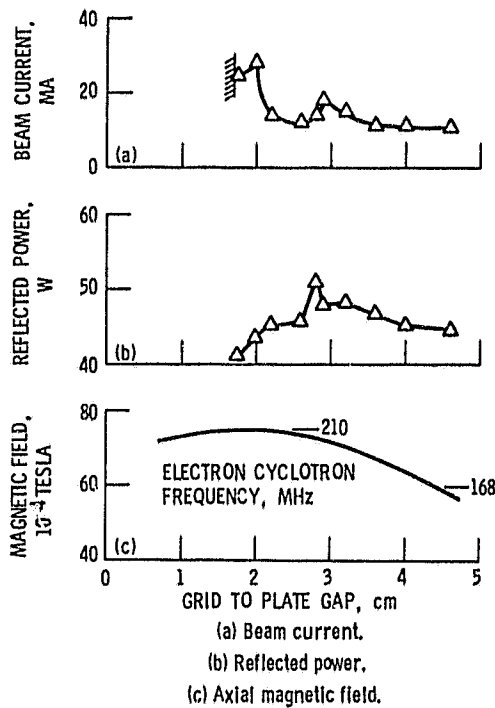 BEAM CURRENT,
MA
40
20
0
(a)
REFLECTED POWER,
W
60
50
40
(b)
MAGNETIC FIELD,
10⁻⁴ TESLA
80
60
40
210
168
ELECTRON CYCLOTRON
FREQUENCY, MHz
(c)
0 1 2 3 4 5
GRID TO PLATE GAP, cm
(a) Beam current.
(b) Reflected power.
(c) Axial magnetic field.